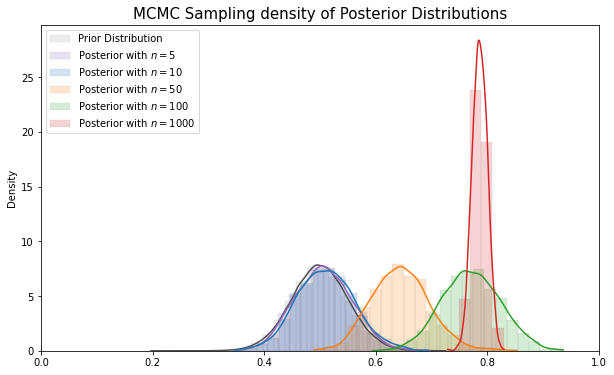 MCMC Sampling density of Posterior Distributions
Prior Distribution
Posterior with n = 5
Posterior with n = 10
Posterior with n = 50
Posterior with n = 100
Posterior with n = 1000
Density
25
20
15
10
5
0
0.0 0.2 0.4 0.6 0.8 1.0